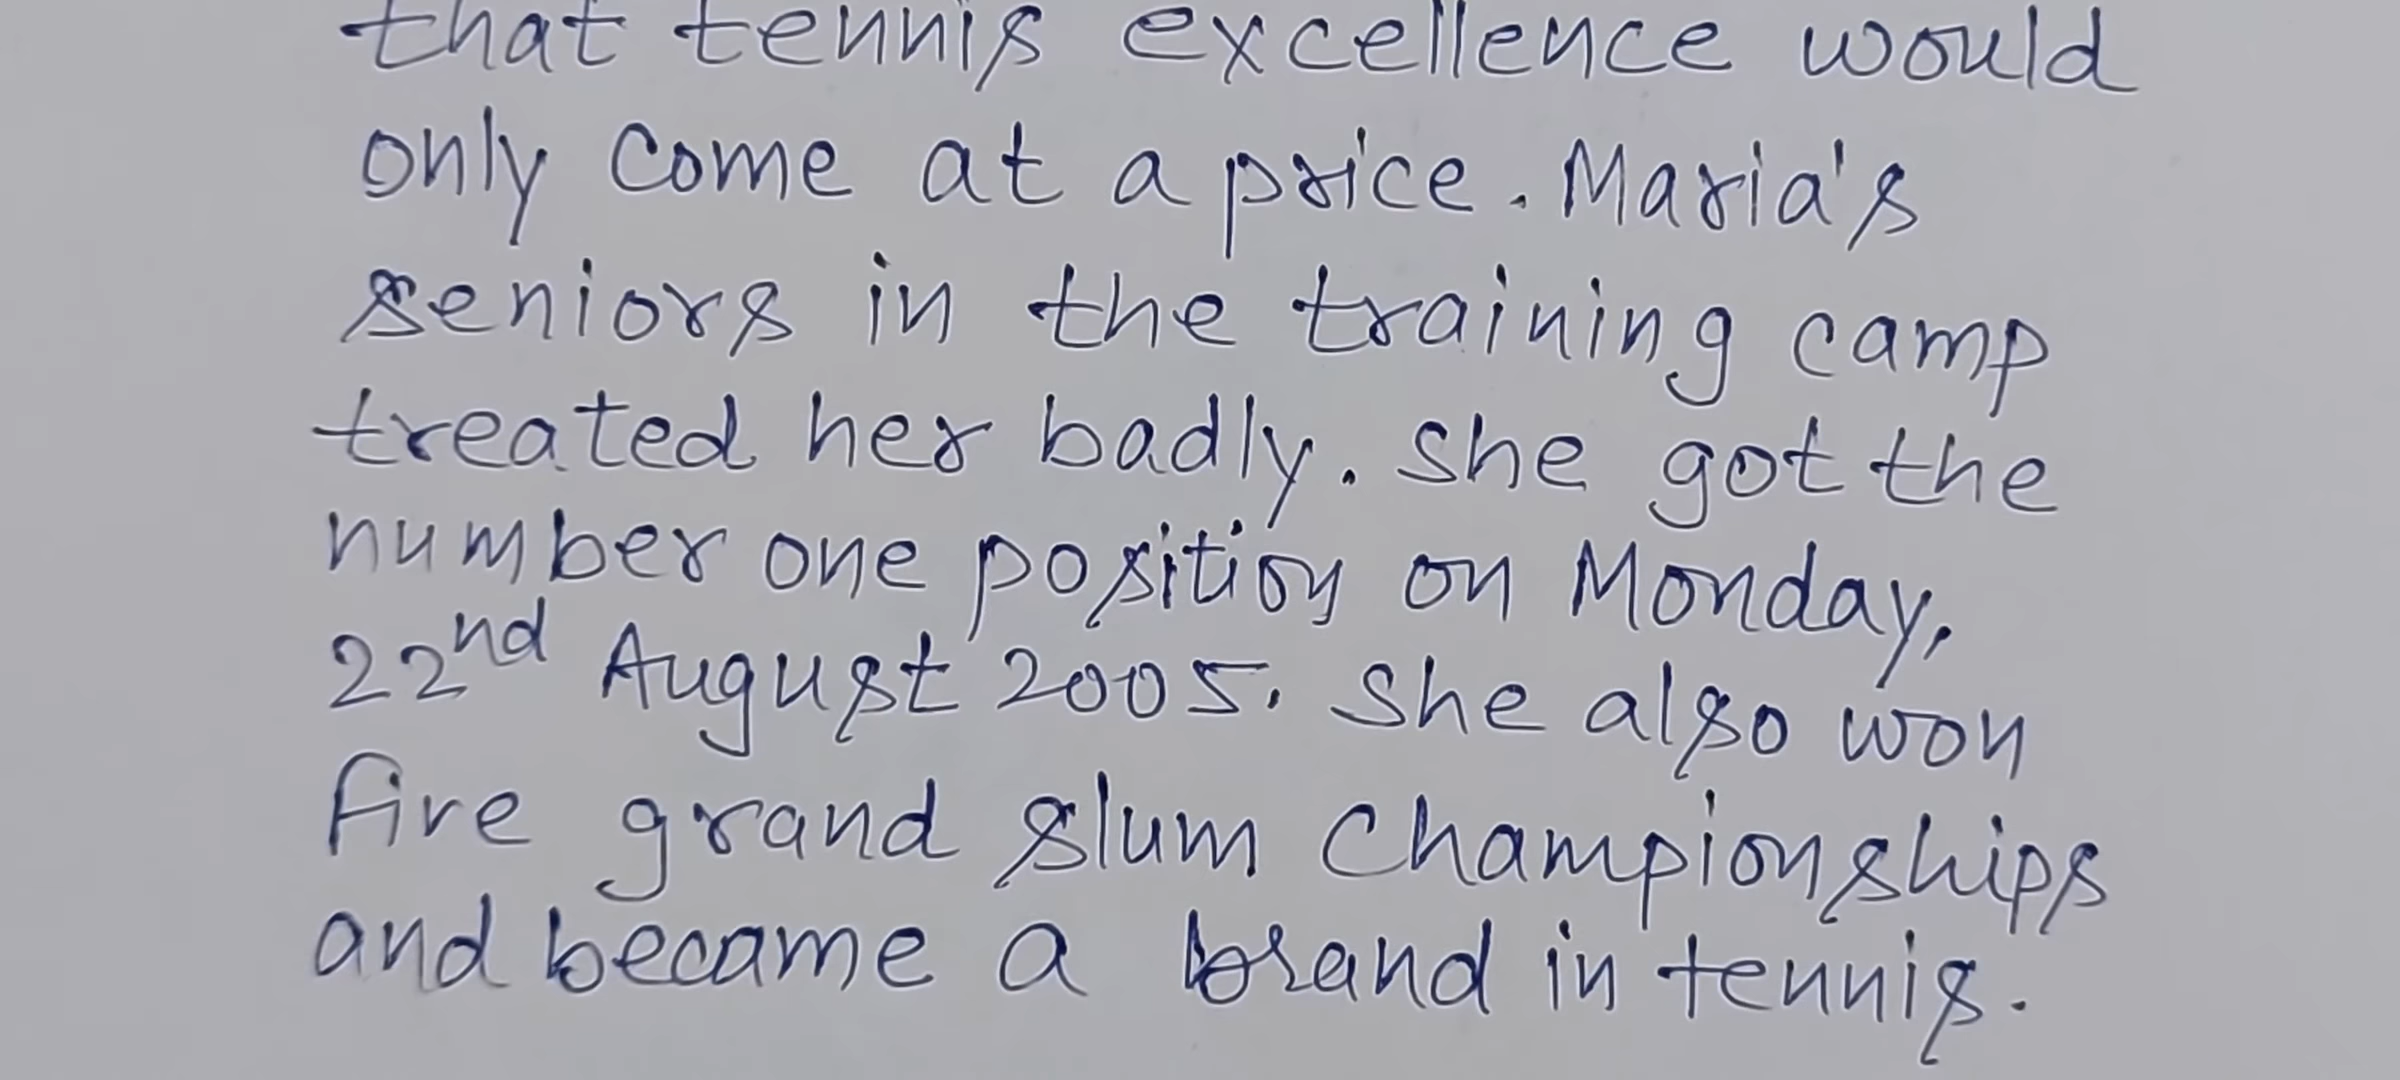 that tennis excellence would
only come at a price. Maria's
seniors in the training camp
treated her badly. she got the
number one position on Monday,
22nd August 2005. She also won
five grand slum championships
and became a brand in tennis.